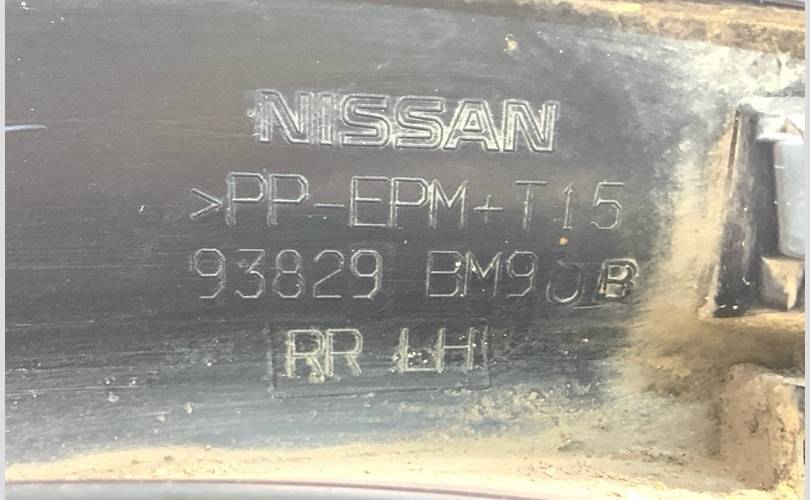 NISSAN
>PP-EPM+T15
93829 BM90B
RR LH